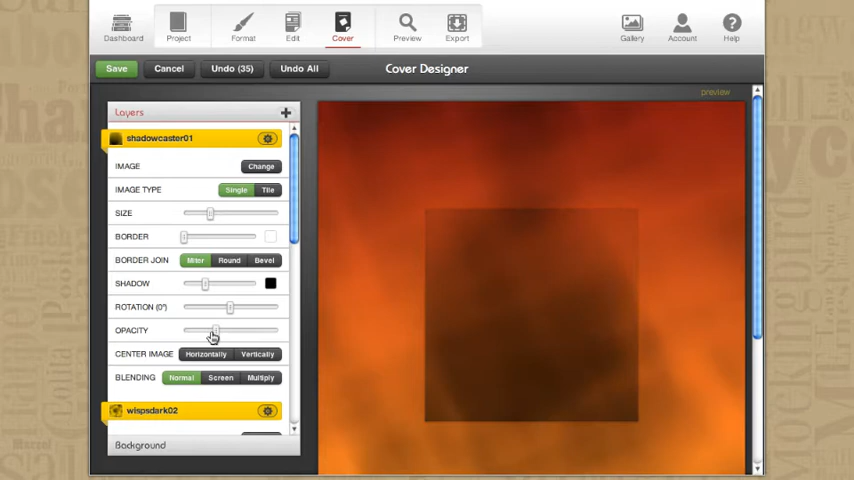 Dashboard Project Format Edit Cover Preview Export Gallery Account Help
Save Cancel Undo (35) Undo All Cover Designer
preview
Layers
shadowcaster01
IMAGE Change
IMAGE TYPE Single Tile
SIZE
BORDER
BORDER JOIN Miter Round Bevel
SHADOW
ROTATION (0°)
OPACITY
CENTER IMAGE Horizontally Vertically
BLENDING Normal Screen Multiply
wispsdark02
Background